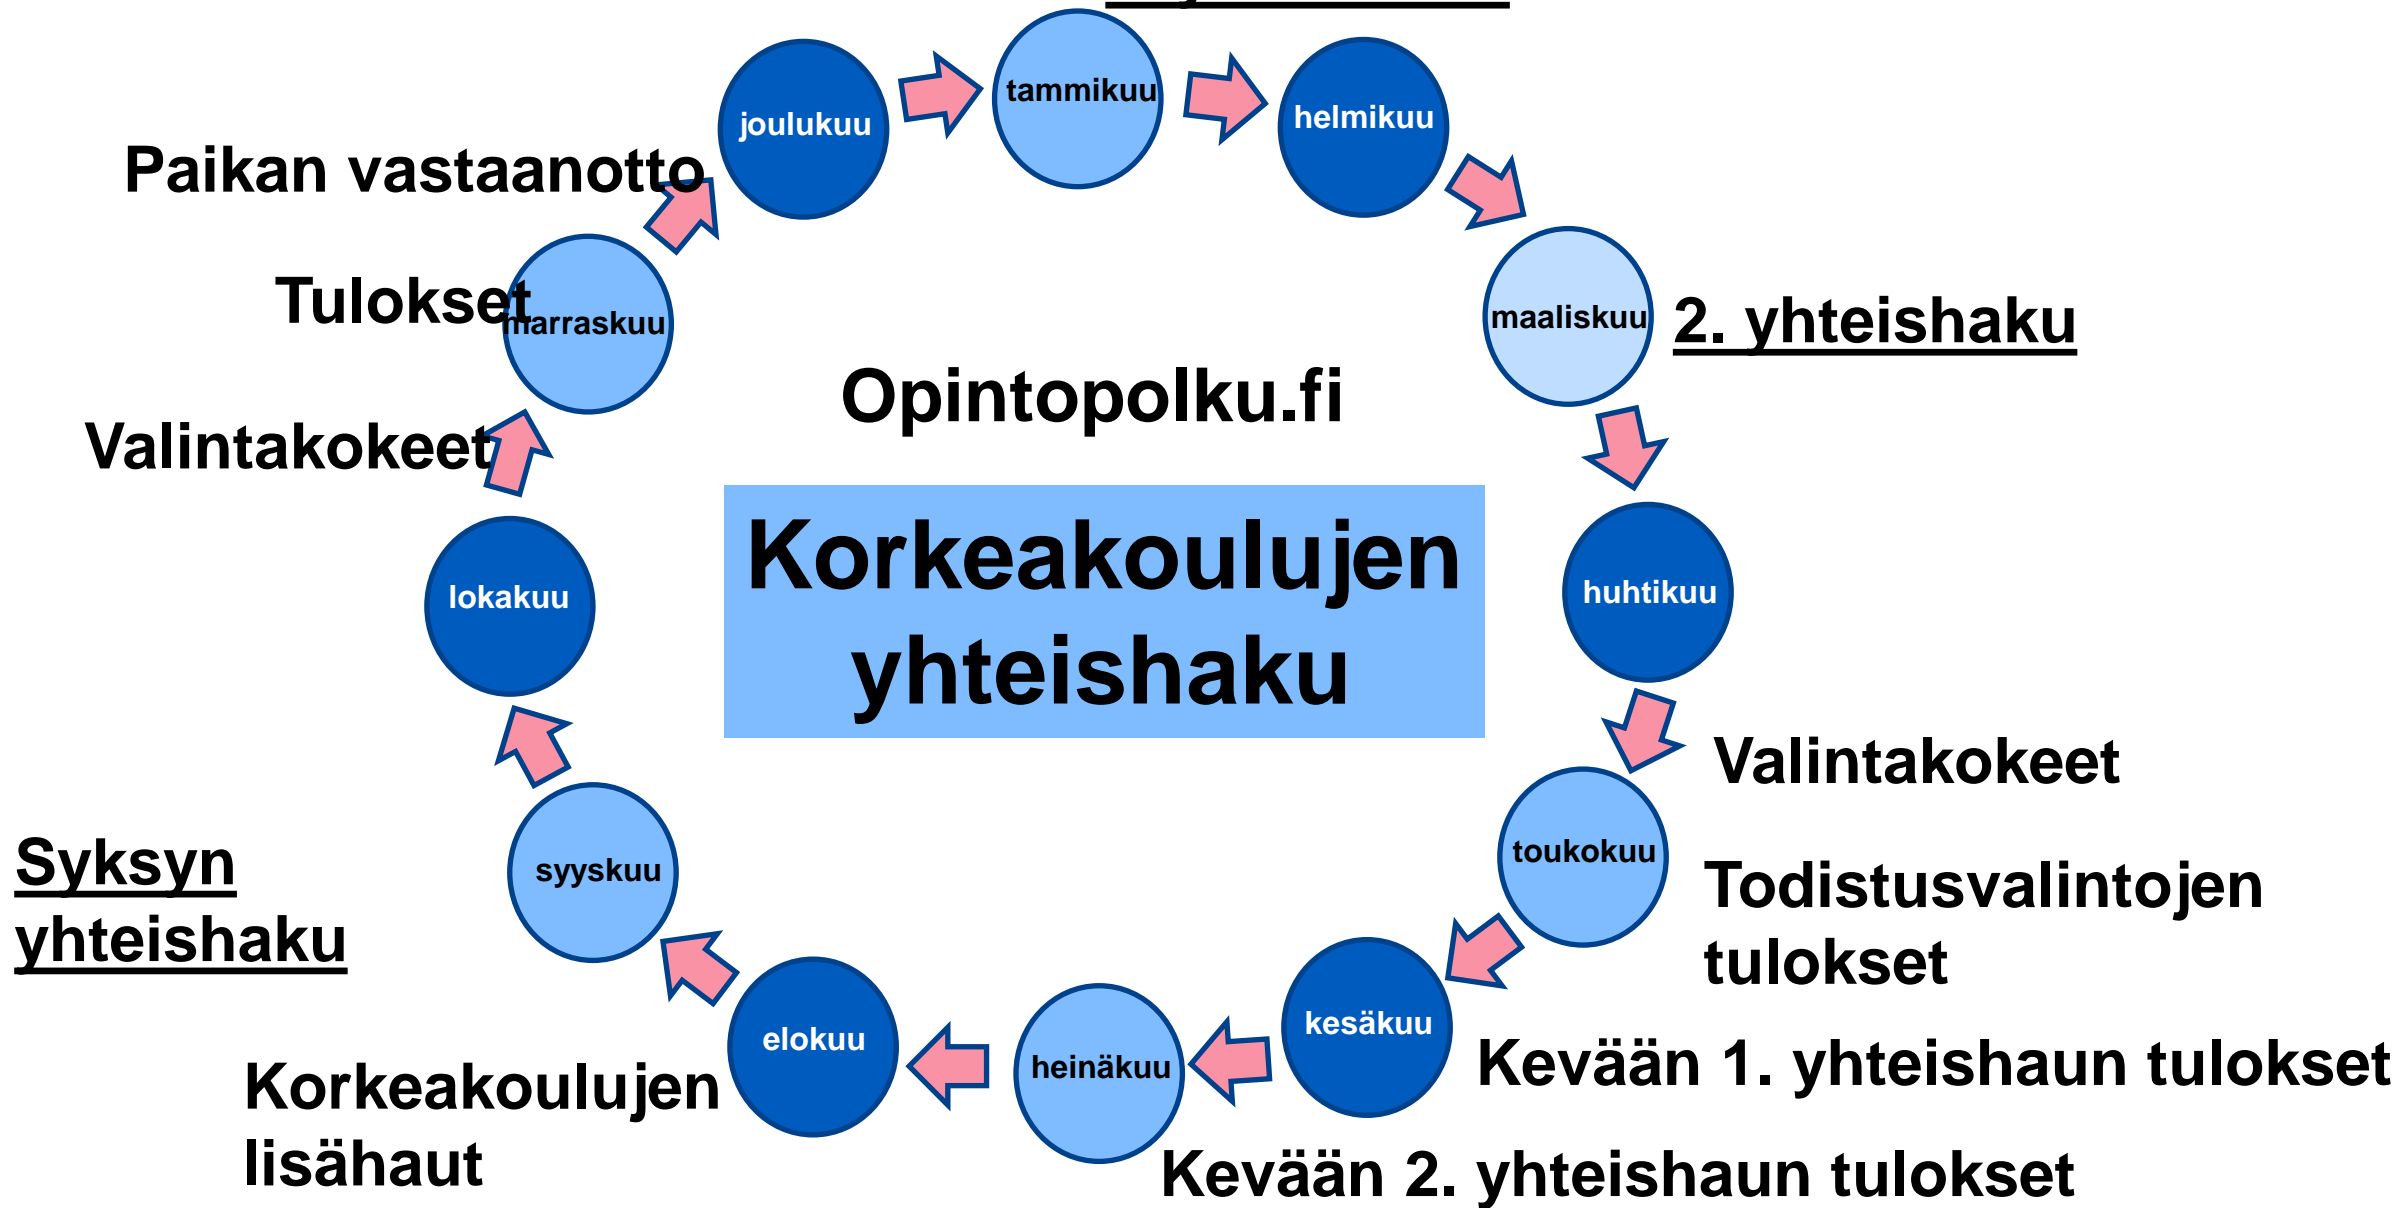 tammikuu
joulukuu
helmikuu
Paikan vastaanotto
Tulokset
marraskuu
maaliskuu
2. yhteishaku
Opintopolku.fi
Valintakokeet
Korkeakoulujen
yhteishaku
lokakuu
huhtikuu
Valintakokeet
toukokuu
syyskuu
Syksyn
yhteishaku
Todistusvalintojen
tulokset
kesäkuu
elokuu
heinäkuu
Kevään 1. yhteishaun tulokset
Korkeakoulujen
lisähaut
Kevään 2. yhteishaun tulokset